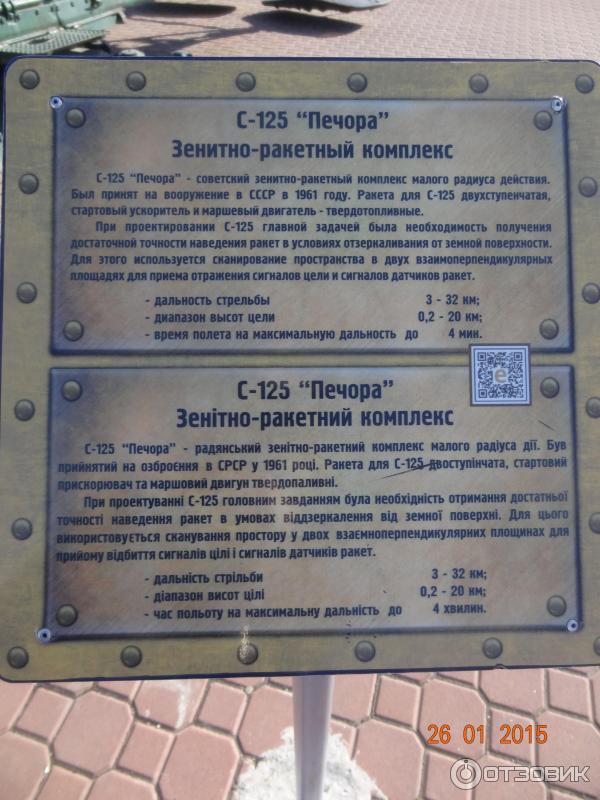 С-125 "Печора"
Зенитно-ракетный комплекс
С-125 "Печора" - советский зенитно-ракетный комплекс малого радиуса действия.
Был принят на вооружение в СССР в 1961 году. Ракета для С-125 двухступенчатая,
стартовый ускоритель и маршевый двигатель - твердотопливные.
При проектировании С-125 главной задачей была необходимость получения
достаточной точности наведения ракет в условиях отзеркаливания от земной поверхности.
Для этого используется сканирование пространства в двух взаимоперпендикулярных
площадях для приема отражения сигналов цели и сигналов датчиков ракет.
- дальность стрельбы 3 - 32 км;
- диапазон высот цели 0,2 - 20 км;
- время полета на максимальную дальность до 4 мин.
e
С-125 "Печора"
Зенітно-ракетний комплекс
С-125 "Печора" - радянський зенітно-ракетний комплекс малого радіуса дії. Був
прийнятий на озброєння в СРСР у 1961 році. Ракета для С-125 двоступінчата, стартовий
прискорювач та маршовий двигун твердопаливні.
При проектуванні С-125 головним завданням була необхідність отримання достатньої
точності наведення ракет в умовах віддзеркалення від земної поверхні. Для цього
використовується сканування простору у двох взаємноперпендикулярних площинах для
прийому відбиття сигналів цілі і сигналів датчиків ракет.
- дальність стрільби 3 - 32 км;
- діапазон висот цілі 0,2 - 20 км;
- час польоту на максимальну дальність до 4 хвилин.
26 01 2015
ОТЗОВИК